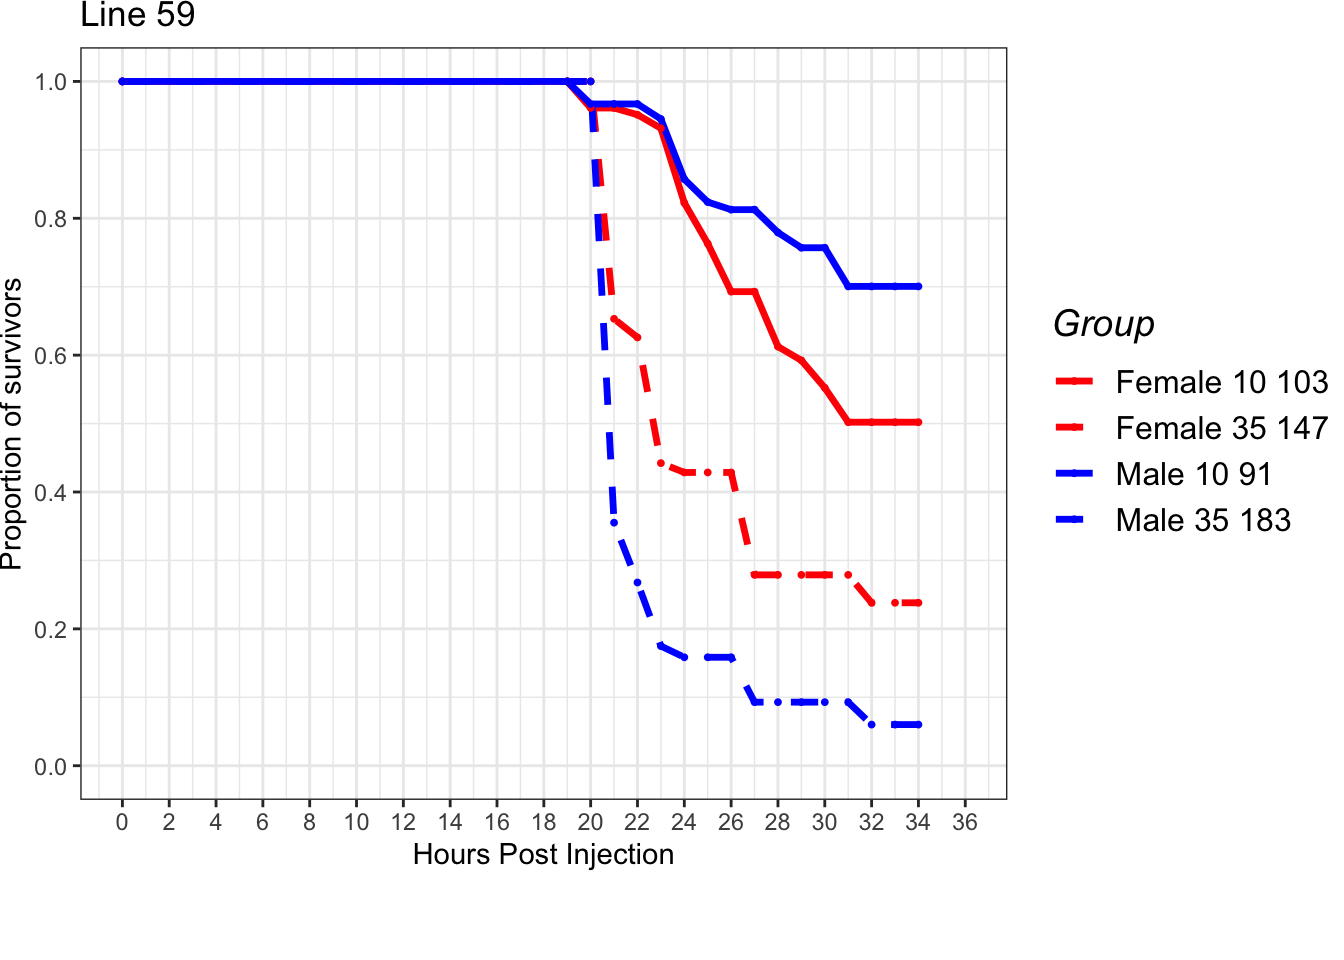 Line 59
Proportion of survivors
1.0
0.8
0.6
0.4
0.2
0.0
0 2 4 6 8 10 12 14 16 18 20 22 24 26 28 30 32 34 36
Hours Post Injection
Group
Female 10 103
Female 35 147
Male 10 91
Male 35 183